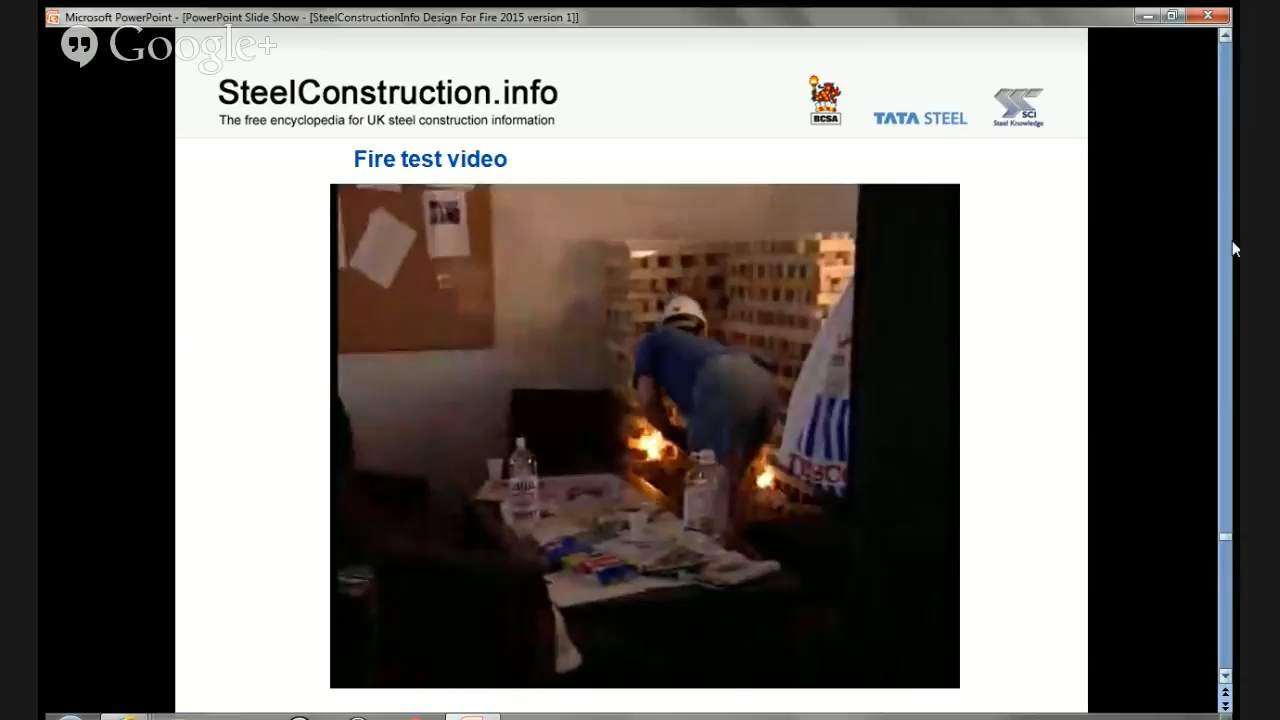 Microsoft PowerPoint - [PowerPoint Slide Show - [SteelConstructionInfo Design For Fire 2015 version 1]]
Google+
SteelConstruction.info
The free encyclopedia for UK steel construction information
BCSA
TATA STEEL
SCI
Steel Knowledge
Fire test video
TESCO